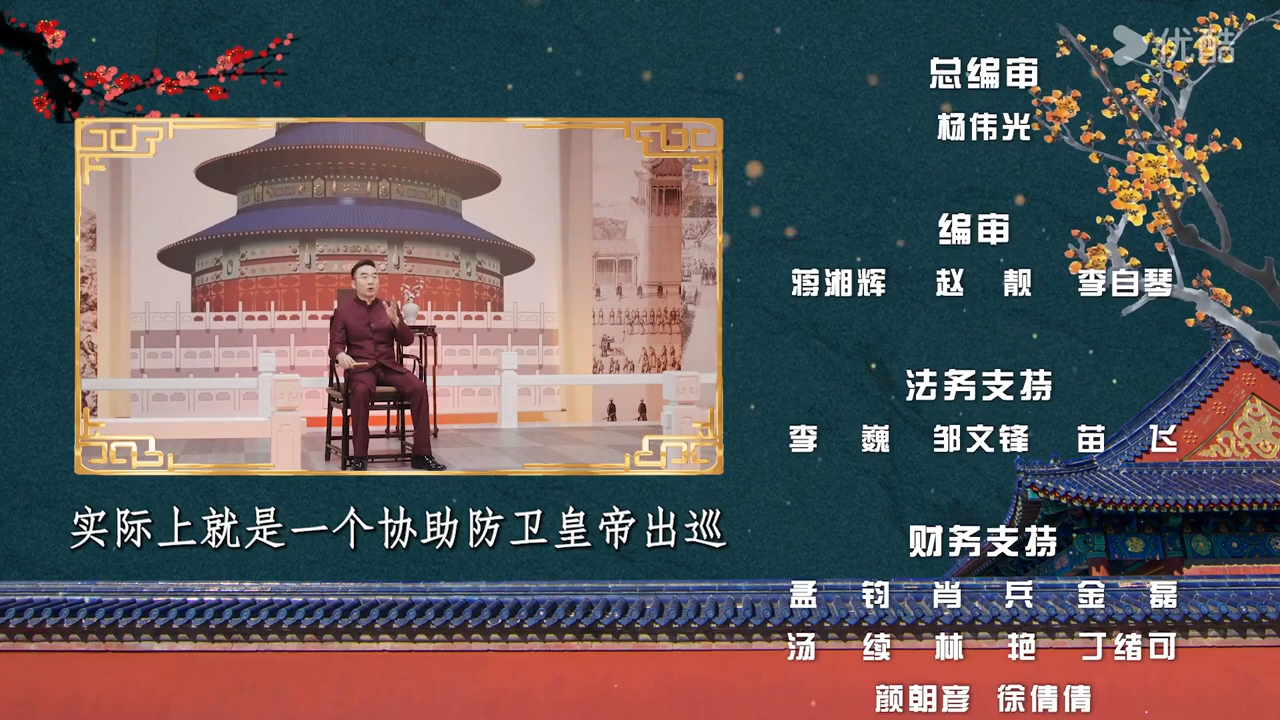 优酷
总编审
杨伟光
编审
蒋湘辉 赵靓 李自琴
法务支持
李巍 邹文锋 苗飞
实际上就是一个协助防卫皇帝出巡
财务支持
孟钧 肖兵 金磊
汤续 林艳 丁绪可
颜朝彦 徐倩倩